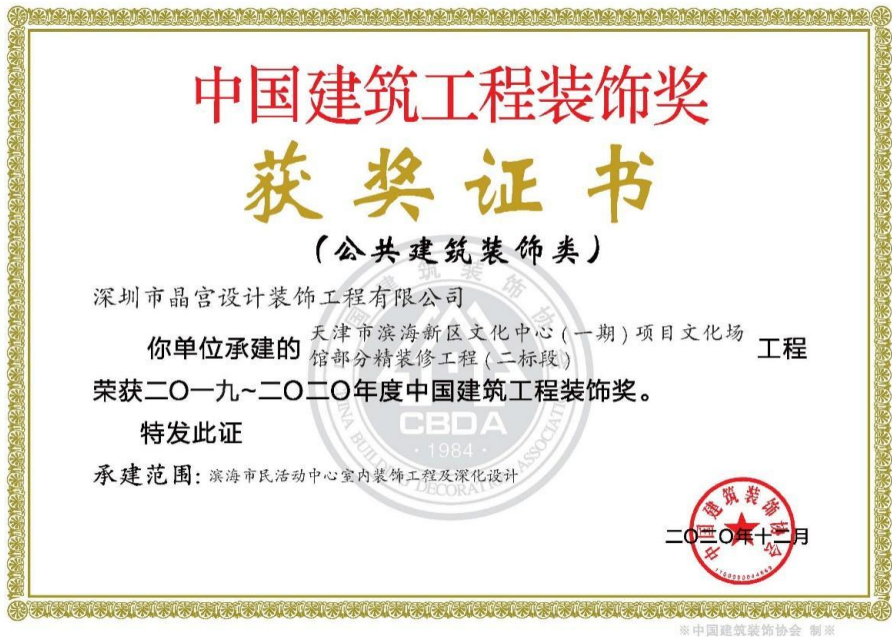 中国建筑工程装饰奖
获奖证书
(公共建筑装饰类)
深圳市晶宫设计装饰工程有限公司
你单位承建的 天津市滨海新区文化中心(一期)项目文化场
馆部分精装修工程(二标段) 工程
荣获二〇一九~二〇二〇年度中国建筑工程装饰奖。
特发此证
承建范围:滨海市民活动中心室内装饰工程及深化设计
CBDA
·1984·
CHINA BUILDING DECORATION ASSOCIATION
中国建筑装饰协会
二〇二〇年十二月
※中国建筑装饰协会 制※